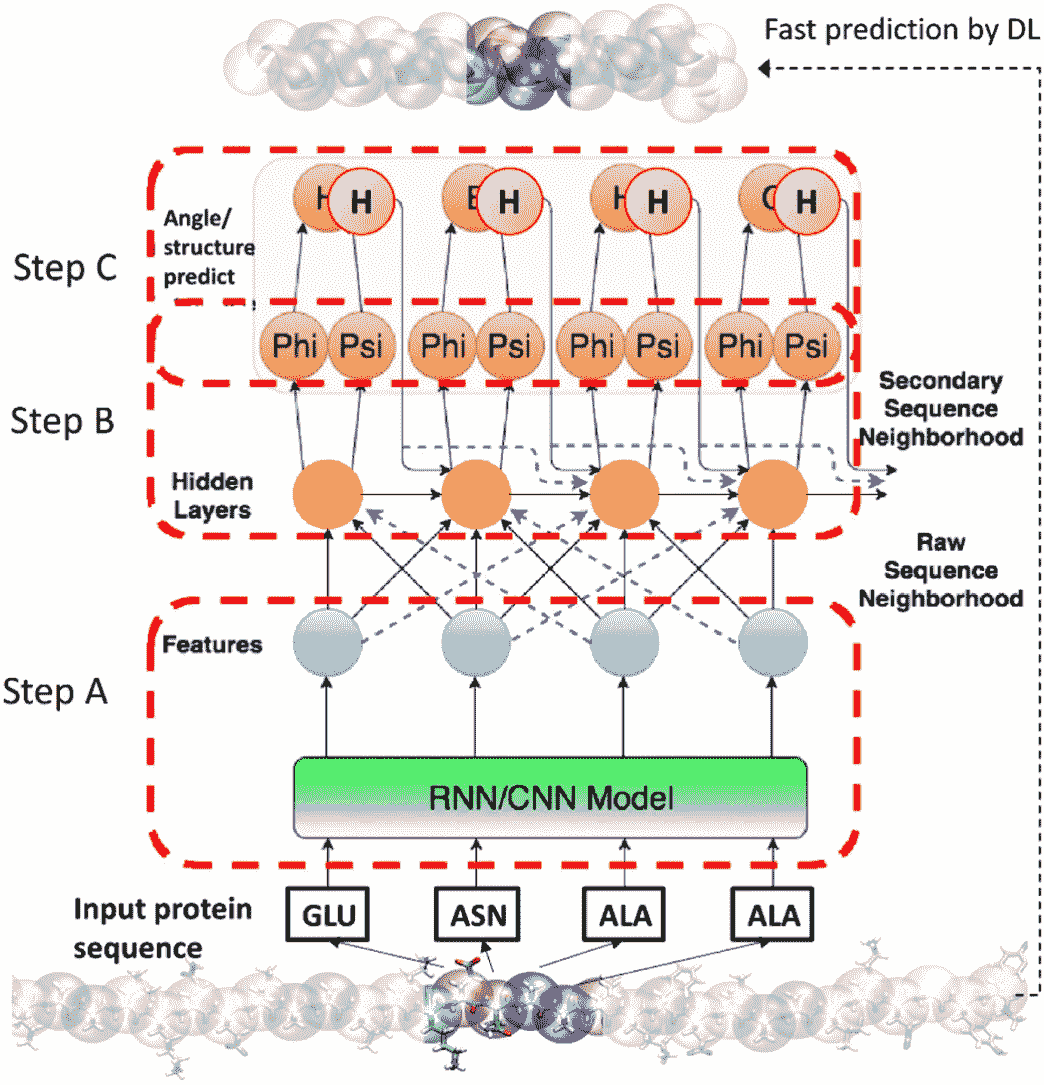 Fast prediction by DL
H H E H H H C H
Angle/
structure
predict
Step C
Phi Psi Phi Psi Phi Psi Phi Psi
Step B
Secondary
Sequence
Neighborhood
Hidden
Layers
Raw
Sequence
Neighborhood
Features
Step A
RNN/CNN Model
Input protein
sequence
GLU ASN ALA ALA